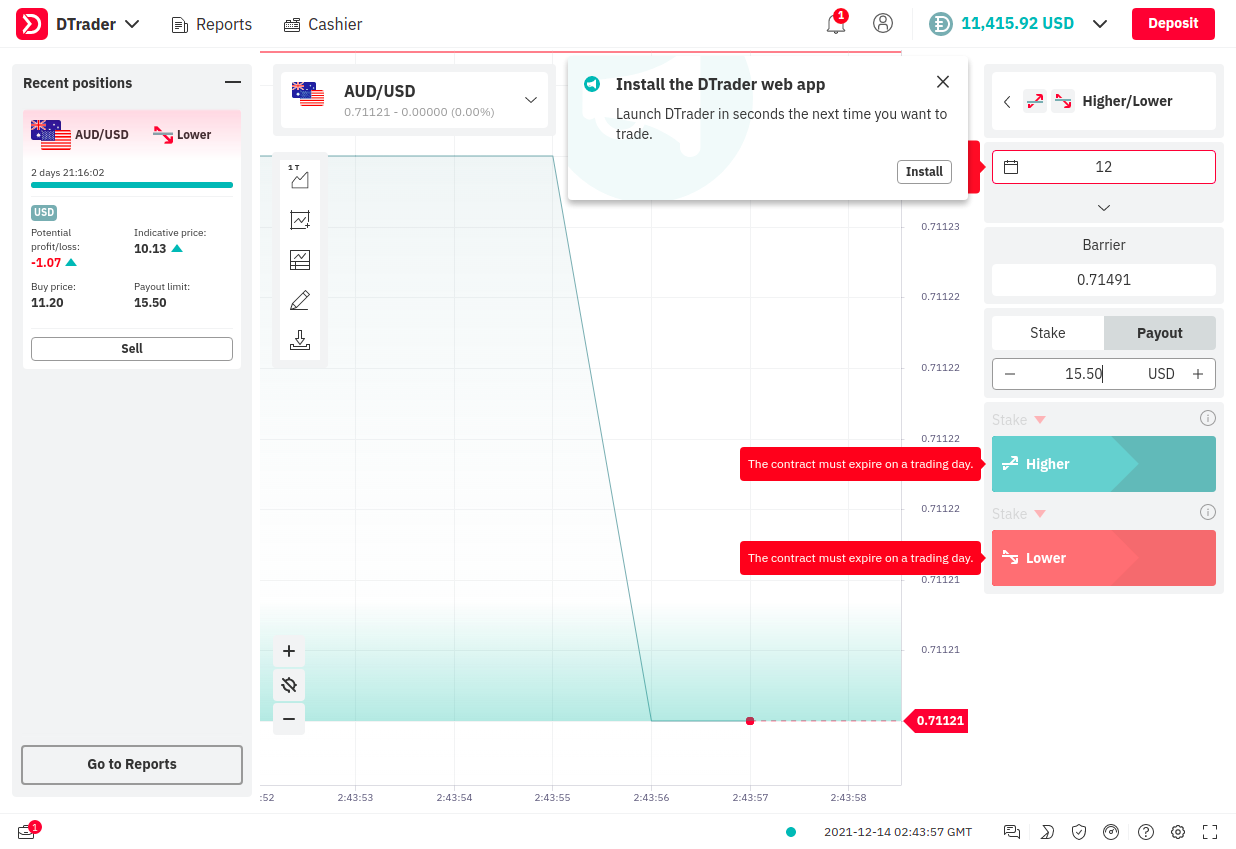 DTrader
Reports
Cashier
1
11,415.92 USD
Deposit
Recent positions
AUD/USD
Lower
2 days 21:16:02
USD
Potential
profit/loss:
-1.07
Indicative price:
10.13
Buy price:
11.20
Payout limit:
15.50
Sell
Go to Reports
AUD/USD
0.71121 - 0.00000 (0.00%)
1 T
Install the DTrader web app
Launch DTrader in seconds the next time you want to
trade.
Install
0.71123
0.71122
0.71122
0.71122
0.71122
0.71121
0.71121
0.71121
:52
2:43:53
2:43:54
2:43:55
2:43:56
2:43:57
2:43:58
Higher/Lower
12
Barrier
0.71491
Stake
Payout
15.50
USD
Stake
The contract must expire on a trading day.
Higher
Stake
The contract must expire on a trading day.
Lower
1
2021-12-14 02:43:57 GMT